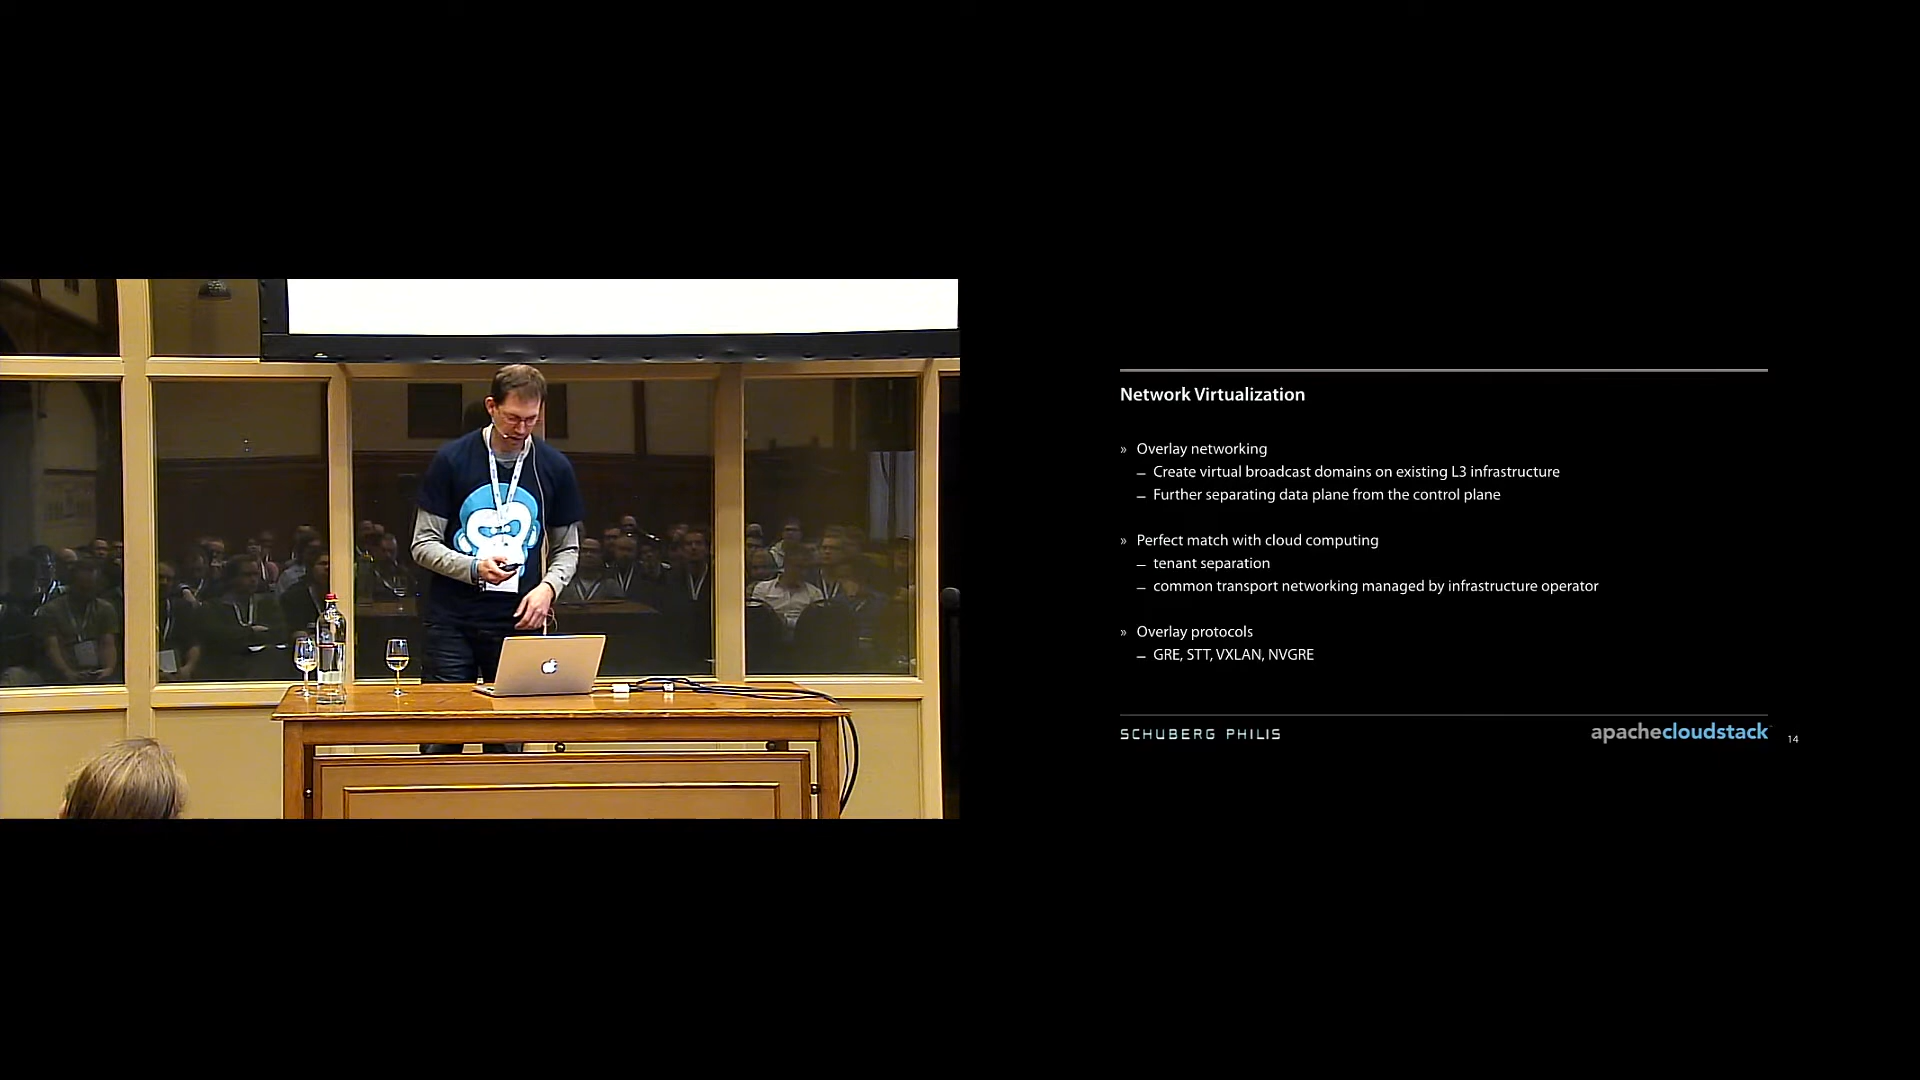 Network Virtualization
» Overlay networking
– Create virtual broadcast domains on existing L3 infrastructure
– Further separating data plane from the control plane
» Perfect match with cloud computing
– tenant separation
– common transport networking managed by infrastructure operator
» Overlay protocols
– GRE, STT, VXLAN, NVGRE
SCHUBERG PHILIS
apachecloudstack
14